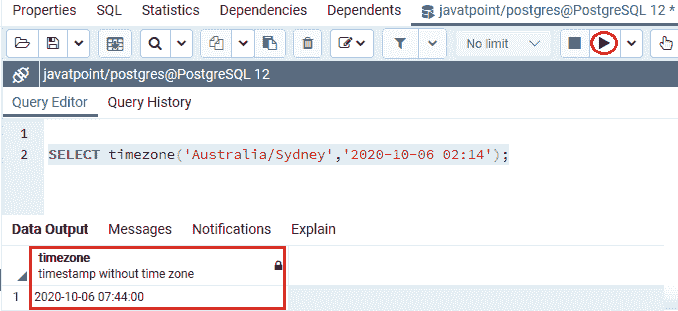 Properties SQL Statistics Dependencies Dependents javatpoint/postgres@PostgreSQL 12 *
No limit
javatpoint/postgres@PostgreSQL 12
Query Editor Query History
1
2 SELECT timezone('Australia/Sydney','2020-10-06 02:14');
Data Output Messages Notifications Explain
timezone
timestamp without time zone
1 2020-10-06 07:44:00